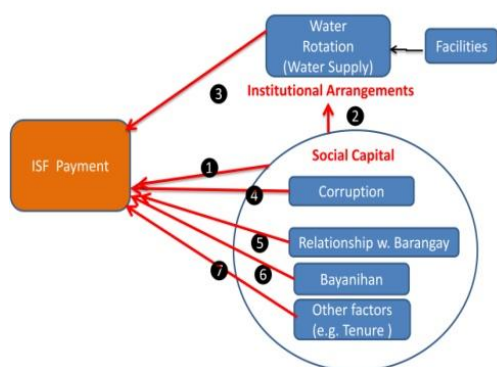 Water
Rotation
(Water Supply)
Facilities
Institutional Arrangements
3
2
ISF Payment
1
Social Capital
4
Corruption
5
Relationship w. Barangay
7
6
Bayanihan
Other factors
(e.g. Tenure )